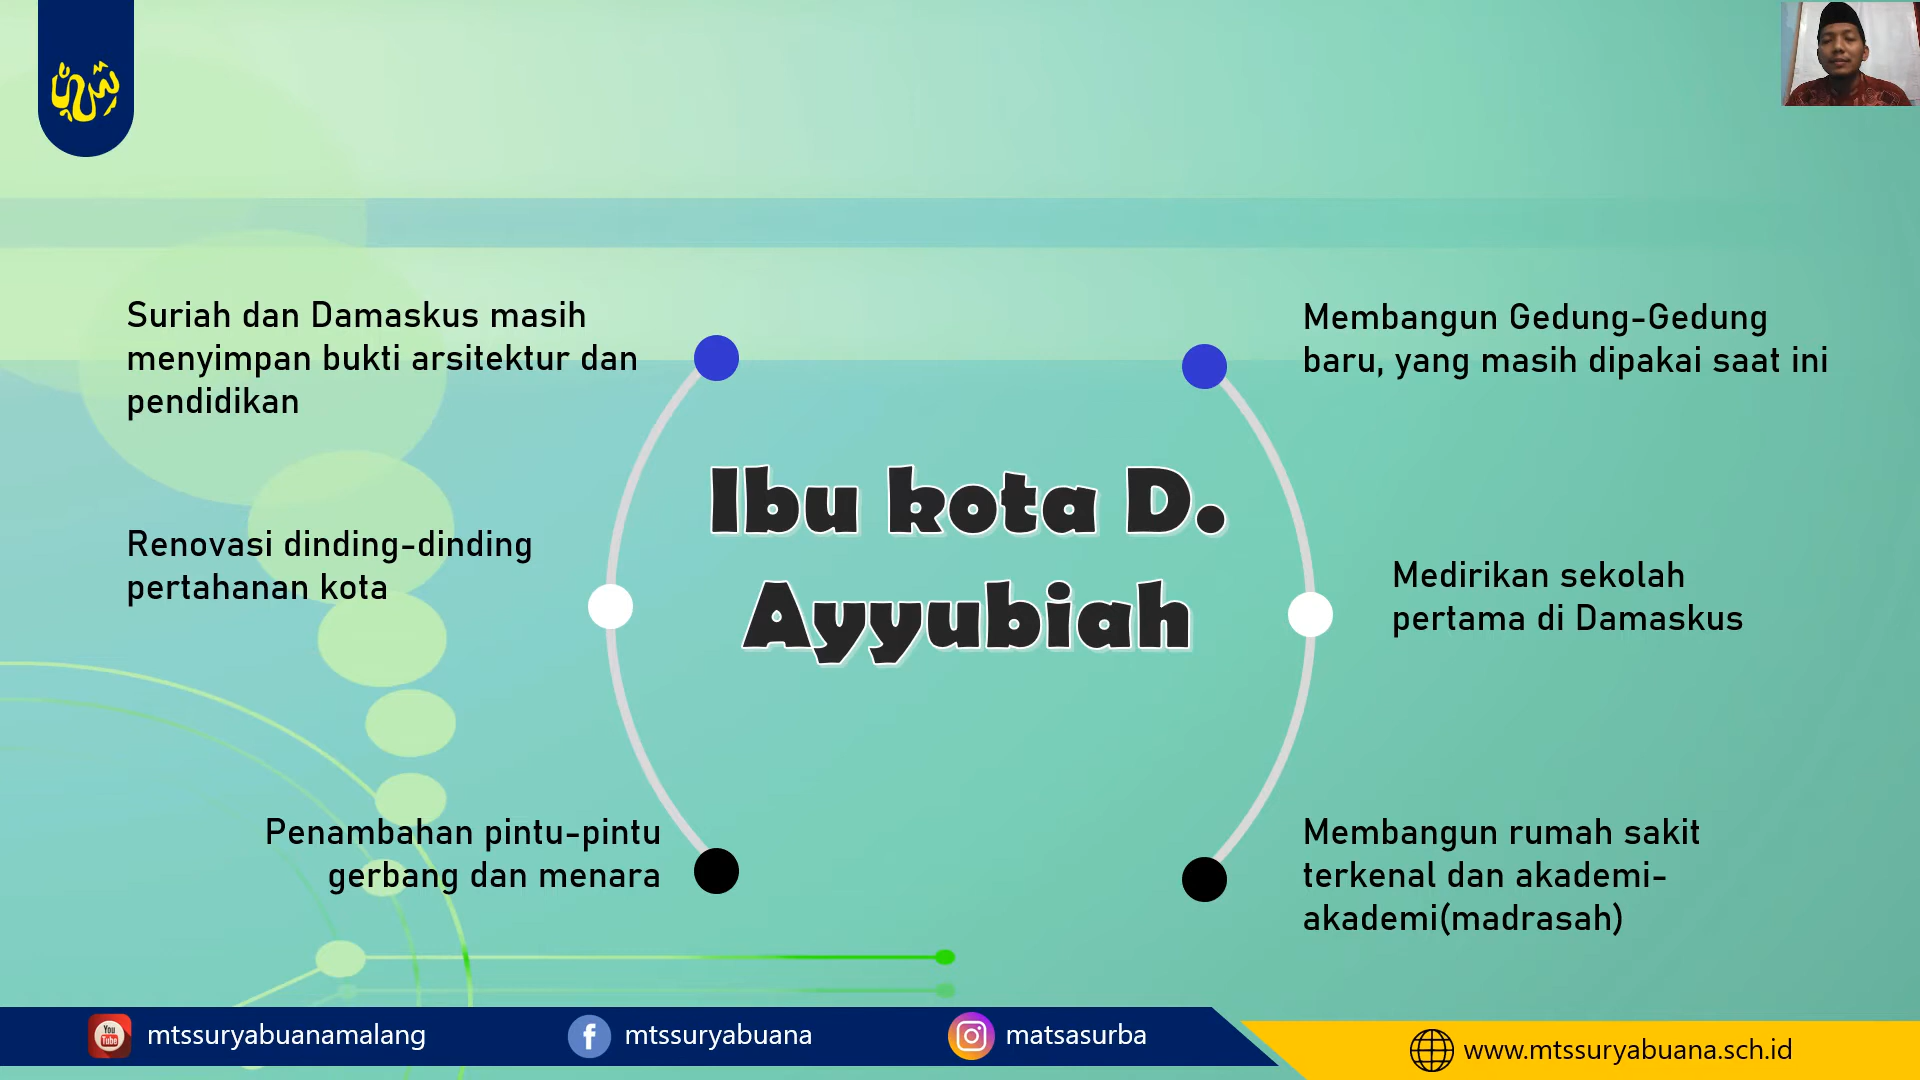 Suriah dan Damaskus masih
menyimpan bukti arsitektur dan
pendidikan
Renovasi dinding-dinding
pertahanan kota
Penambahan pintu-pintu
gerbang dan menara
Ibu kota D.
Ayyubiah
Membangun Gedung-Gedung
baru, yang masih dipakai saat ini
Medirikan sekolah
pertama di Damaskus
Membangun rumah sakit
terkenal dan akademi-
akademi(madrasah)
You
Tube
mtssuryabuanamalang
mtssuryabuana
matsasurba
www.mtssuryabuana.sch.id